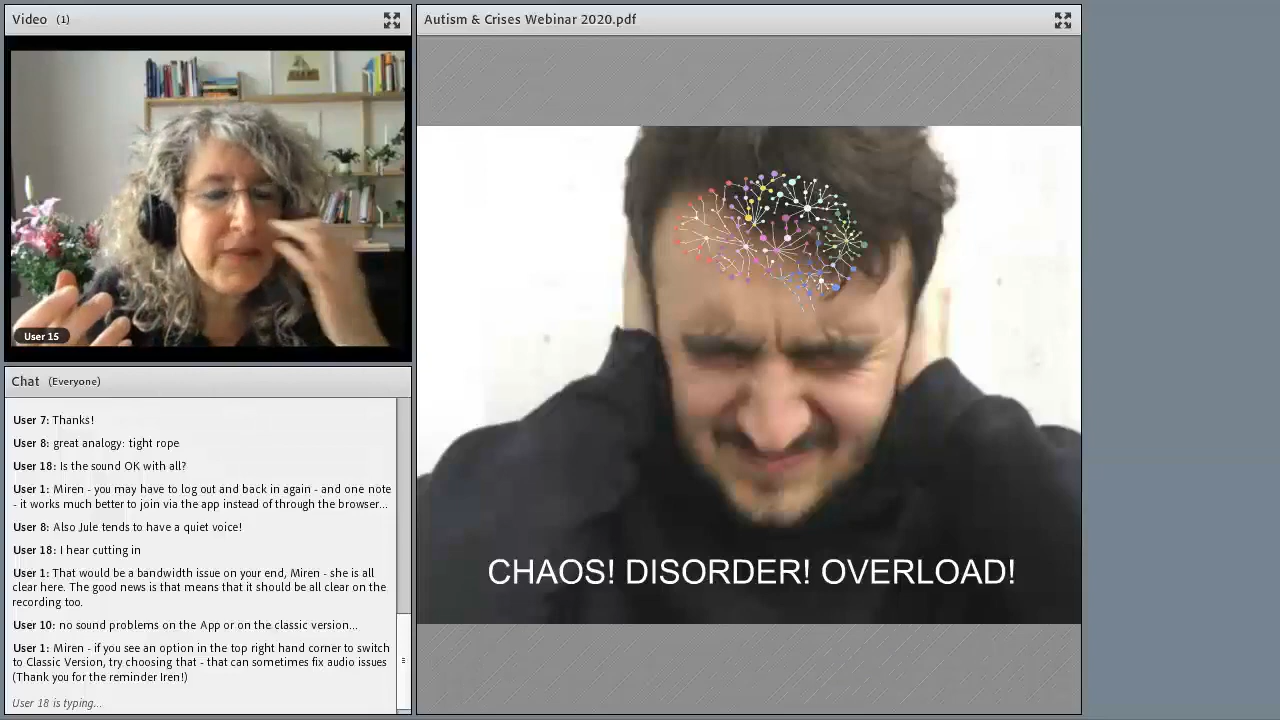 Video (1)
Autism & Crises Webinar 2020.pdf
User 15
Chat (Everyone)
User 7: Thanks!
User 8: great analogy: tight rope
User 18: Is the sound OK with all?
User 1: Miren - you may have to log out and back in again - and one note
- it works much better to join via the app instead of through the browser...
User 8: Also Jule tends to have a quiet voice!
User 18: I hear cutting in
User 1: That would be a bandwidth issue on your end, Miren - she is all
clear here. The good news is that means that it should be all clear on the
recording too.
User 10: no sound problems on the App or on the classic version...
User 1: Miren - if you see an option in the top right hand corner to switch
to Classic Version, try choosing that - that can sometimes fix audio issues
(Thank you for the reminder Iren!)
User 18 is typing...
CHAOS! DISORDER! OVERLOAD!